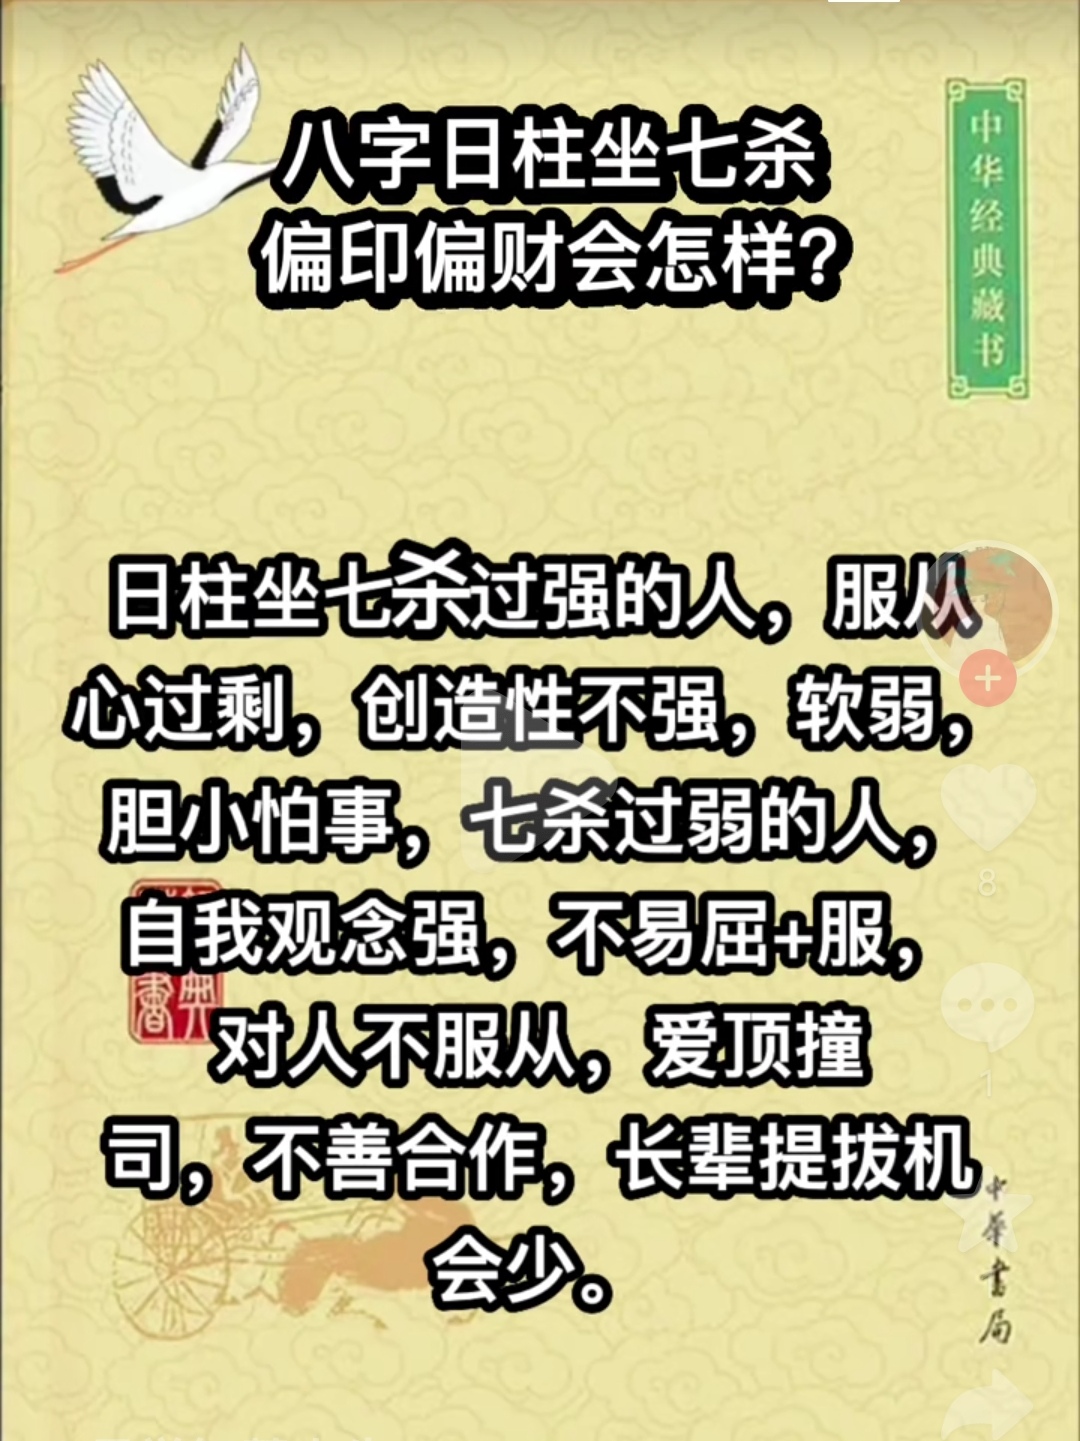 八字日柱坐七杀
偏印偏财会怎样？
中华经典藏书
日柱坐七杀过强的人，服从
心过剩，创造性不强，软弱，
胆小怕事，七杀过弱的人，
自我观念强，不易屈+服，
对人不服从，爱顶撞
司，不善合作，长辈提拔机
会少。
8
1
中華書局